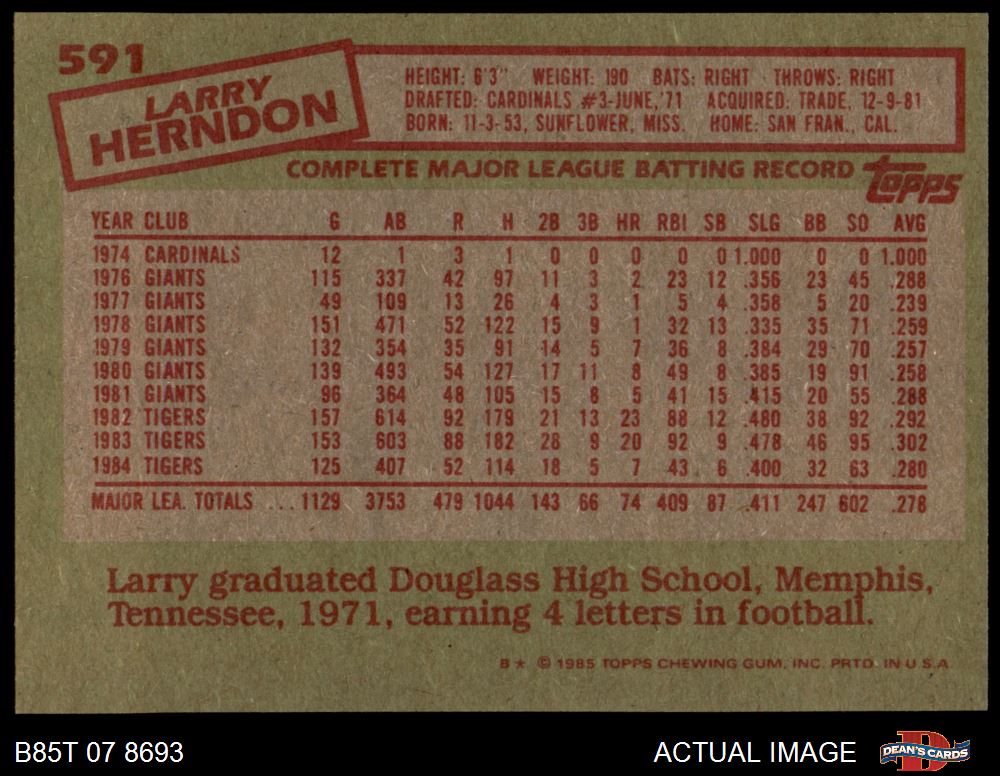 591
LARRY
HERNDON
HEIGHT: 6'3" WEIGHT: 190 BATS: RIGHT THROWS: RIGHT
DRAFTED: CARDINALS #3-JUNE,'71 ACQUIRED: TRADE, 12-9-81
BORN: 11-3-53, SUNFLOWER, MISS. HOME: SAN FRAN., CAL.
COMPLETE MAJOR LEAGUE BATTING RECORD topps
YEAR CLUB G AB R H 2B 3B HR RBI SB SLG BB SO AVG
1974 CARDINALS 12 1 3 1 0 0 0 0 0 1.000 0 0 1.000
1976 GIANTS 115 337 42 97 11 3 2 23 12 .356 23 45 .288
1977 GIANTS 49 109 13 26 4 3 1 5 4 .358 5 20 .239
1978 GIANTS 151 471 52 122 15 9 1 32 13 .335 35 71 .259
1979 GIANTS 132 354 35 91 14 5 7 36 8 .384 29 70 .257
1980 GIANTS 139 493 54 127 17 11 8 49 8 .385 19 91 .258
1981 GIANTS 96 364 48 105 15 8 5 41 15 .415 20 55 .288
1982 TIGERS 157 614 92 179 21 13 23 88 12 .480 38 92 .292
1983 TIGERS 153 603 88 182 28 9 20 92 9 .478 46 95 .302
1984 TIGERS 125 407 52 114 18 5 7 43 6 .400 32 63 .280
MAJOR LEA. TOTALS ... 1129 3753 479 1044 143 66 74 409 87 .411 247 602 .278
Larry graduated Douglass High School, Memphis,
Tennessee, 1971, earning 4 letters in football.
B* © 1985 TOPPS CHEWING GUM, INC. PRTD. IN U.S.A.
B85T 07 8693 ACTUAL IMAGE DEAN'S CARDS